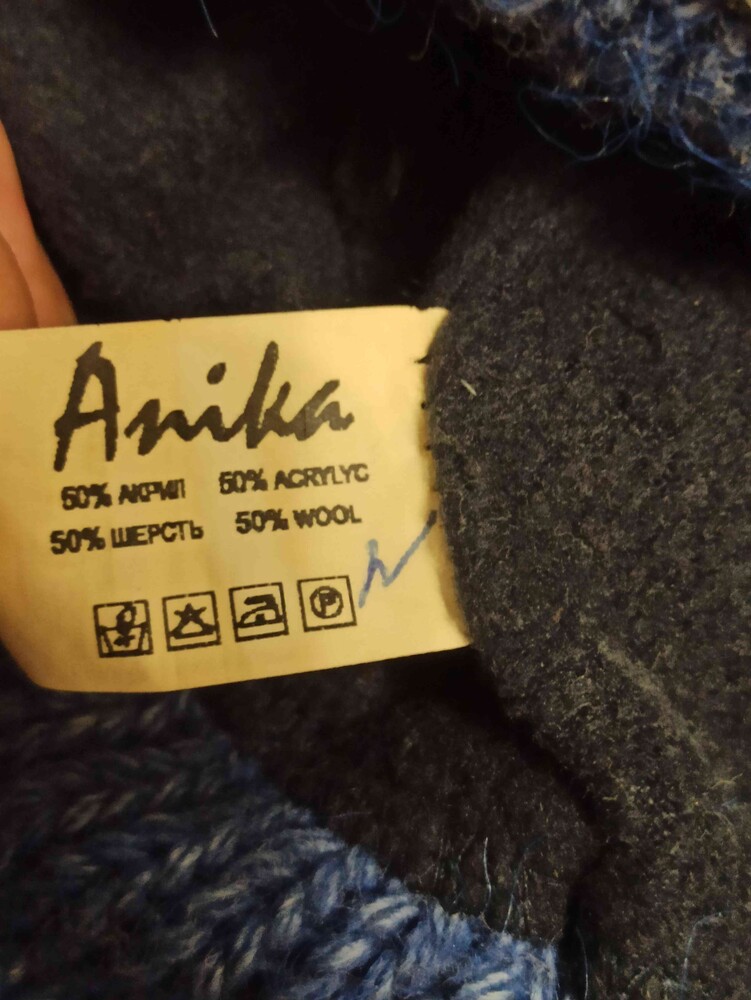 Anika
50% АКРИЛ 50% ACRYLYC
50% ШЕРСТЬ 50% WOOL
P